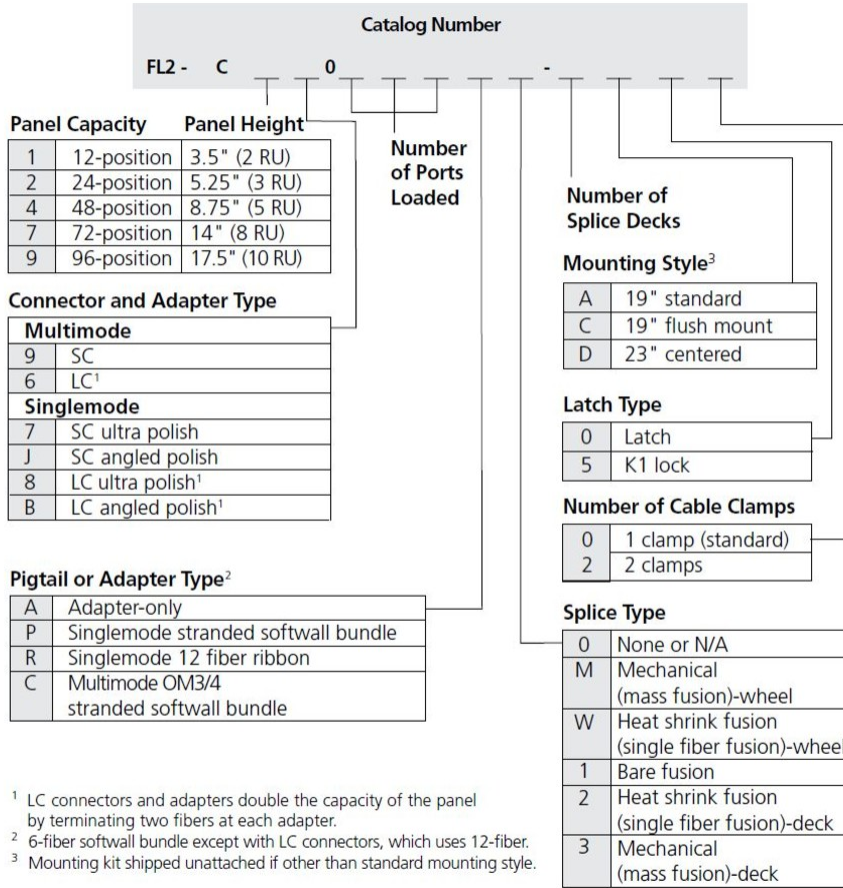 Catalog Number
FL2 - C _ _ 0 _ _ _ _ _ - _ _ _ _
Panel Capacity Panel Height
1 12-position 3.5" (2 RU)
2 24-position 5.25" (3 RU)
4 48-position 8.75" (5 RU)
7 72-position 14" (8 RU)
9 96-position 17.5" (10 RU)
Connector and Adapter Type
Multimode
9 SC
6 LC¹
Singlemode
7 SC ultra polish
J SC angled polish
8 LC ultra polish¹
B LC angled polish¹
Pigtail or Adapter Type²
A Adapter-only
P Singlemode stranded softwall bundle
R Singlemode 12 fiber ribbon
C Multimode OM3/4
stranded softwall bundle
Number
of Ports
Loaded
Number of
Splice Decks
Mounting Style³
A 19" standard
C 19" flush mount
D 23" centered
Latch Type
0 Latch
5 K1 lock
Number of Cable Clamps
0 1 clamp (standard)
2 2 clamps
Splice Type
0 None or N/A
M Mechanical
(mass fusion)-wheel
W Heat shrink fusion
(single fiber fusion)-wheel
1 Bare fusion
2 Heat shrink fusion
(single fiber fusion)-deck
3 Mechanical
(mass fusion)-deck
¹ LC connectors and adapters double the capacity of the panel
by terminating two fibers at each adapter.
² 6-fiber softwall bundle except with LC connectors, which uses 12-fiber.
³ Mounting kit shipped unattached if other than standard mounting style.